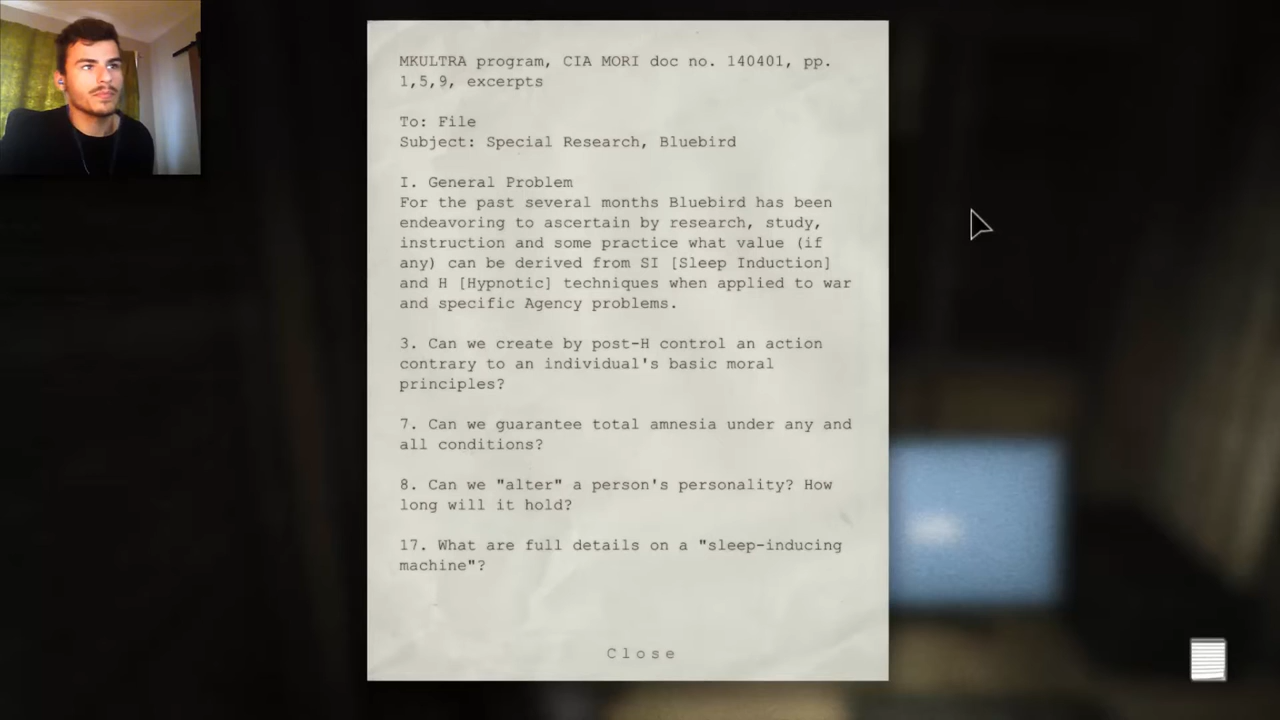 MKULTRA program, CIA MORI doc no. 140401, pp.
1,5,9, excerpts
To: File
Subject: Special Research, Bluebird
I. General Problem
For the past several months Bluebird has been
endeavoring to ascertain by research, study,
instruction and some practice what value (if
any) can be derived from SI [Sleep Induction]
and H [Hypnotic] techniques when applied to war
and specific Agency problems.
3. Can we create by post-H control an action
contrary to an individual's basic moral
principles?
7. Can we guarantee total amnesia under any and
all conditions?
8. Can we "alter" a person's personality? How
long will it hold?
17. What are full details on a "sleep-inducing
machine"?
Close